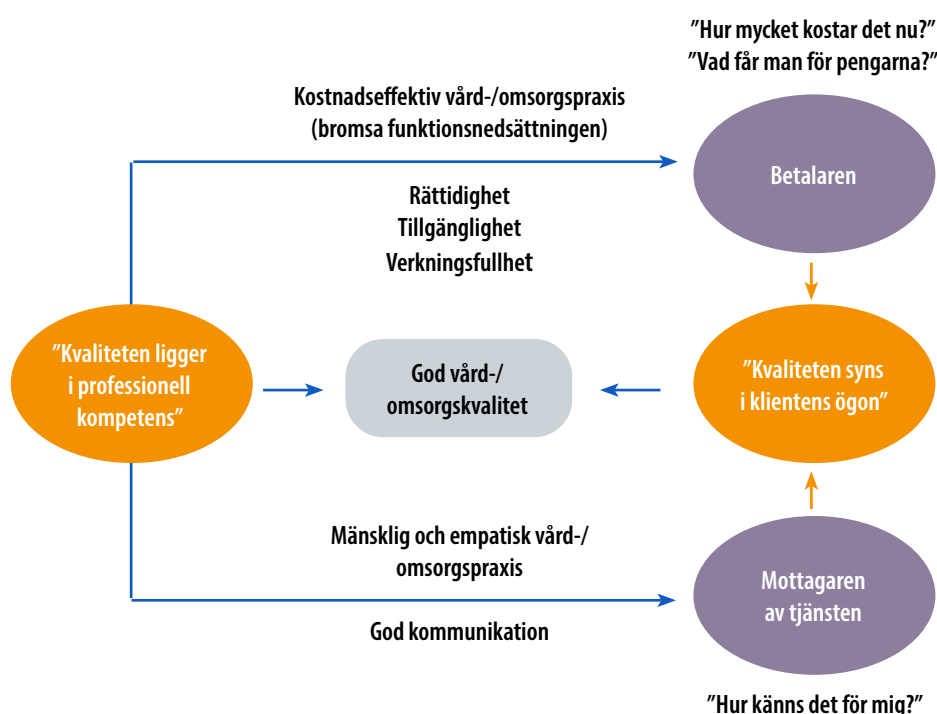 ”Hur mycket kostar det nu?”
”Vad får man för pengarna?”
Kostnadseffektiv vård-/omsorgspraxis
(bromsa funktionsnedsättningen)
Betalaren
Rättidighet
Tillgänglighet
Verkningsfullhet
”Kvaliteten ligger
i professionell
kompetens”
God vård-/
omsorgskvalitet
”Kvaliteten syns
i klientens ögon”
Mänsklig och empatisk vård-/
omsorgspraxis
Mottagaren
av tjänsten
God kommunikation
”Hur känns det för mig?”